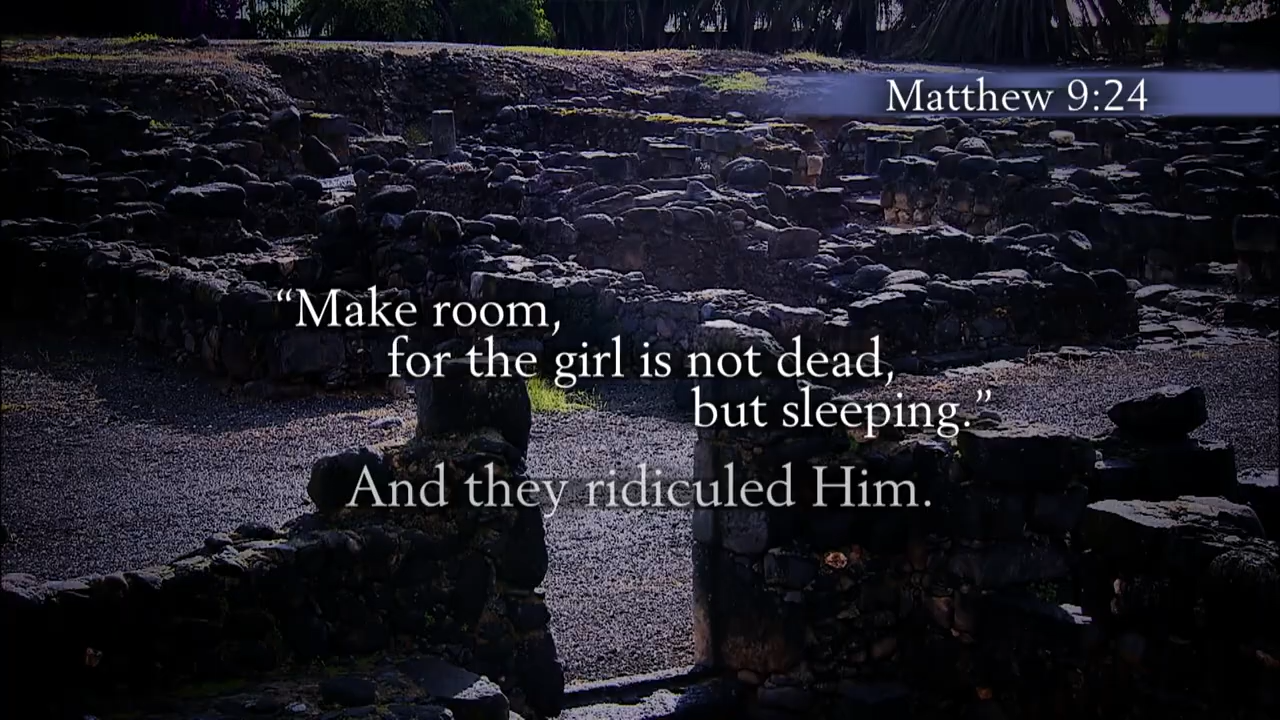 Matthew 9:24
“Make room,
for the girl is not dead,
but sleeping.”
And they ridiculed Him.